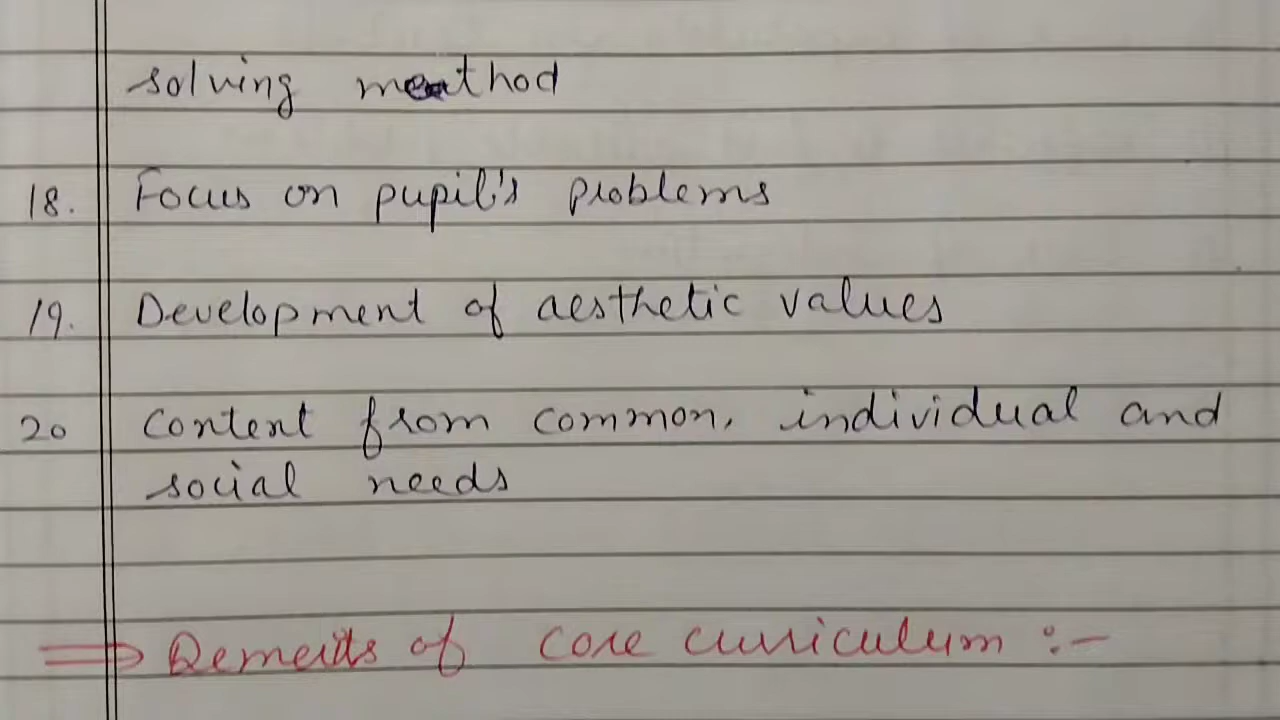 solving method
18. Focus on pupil's problems
19. Development of aesthetic values
20 Content from common, individual and
social needs
⇒ Demerits of core curriculum :-